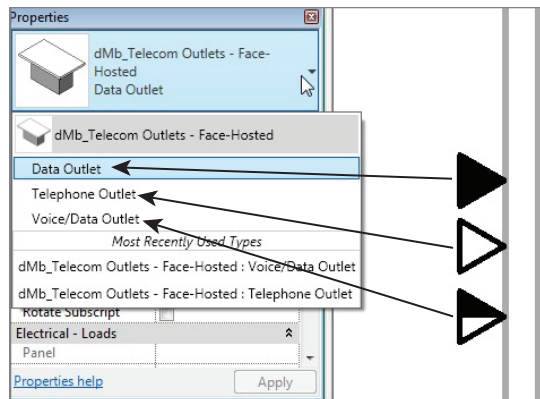 Properties
dMb_Telecom Outlets - Face-
Hosted
Data Outlet
dMb_Telecom Outlets - Face-Hosted
Data Outlet
Telephone Outlet
Voice/Data Outlet
Most Recently Used Types
dMb_Telecom Outlets - Face-Hosted : Voice/Data Outlet
dMb_Telecom Outlets - Face-Hosted : Telephone Outlet
Rotate Subscript
Electrical - Loads
Panel
Properties help
Apply